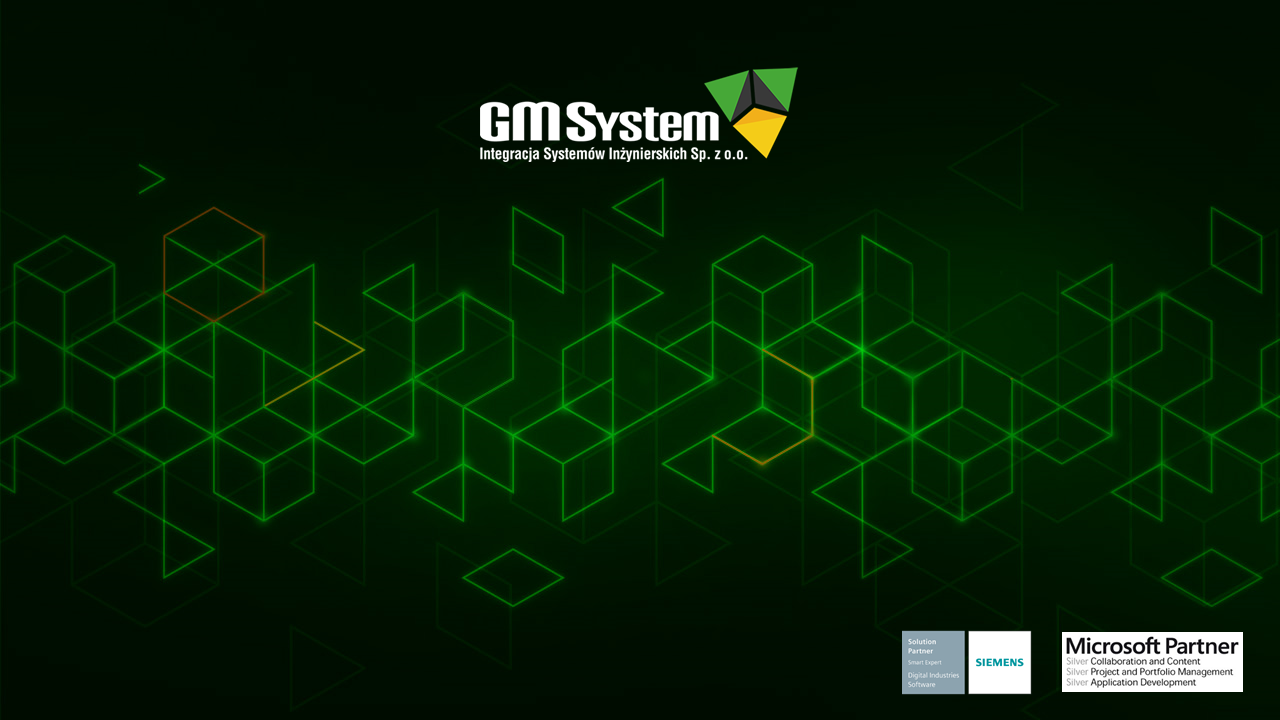 GM System
Integracja Systemów Inżynierskich Sp. z o.o.
Solution
Partner
Smart Expert
Digital Industries
Software
SIEMENS
Microsoft Partner
Silver Collaboration and Content
Silver Project and Portfolio Management
Silver Application Development